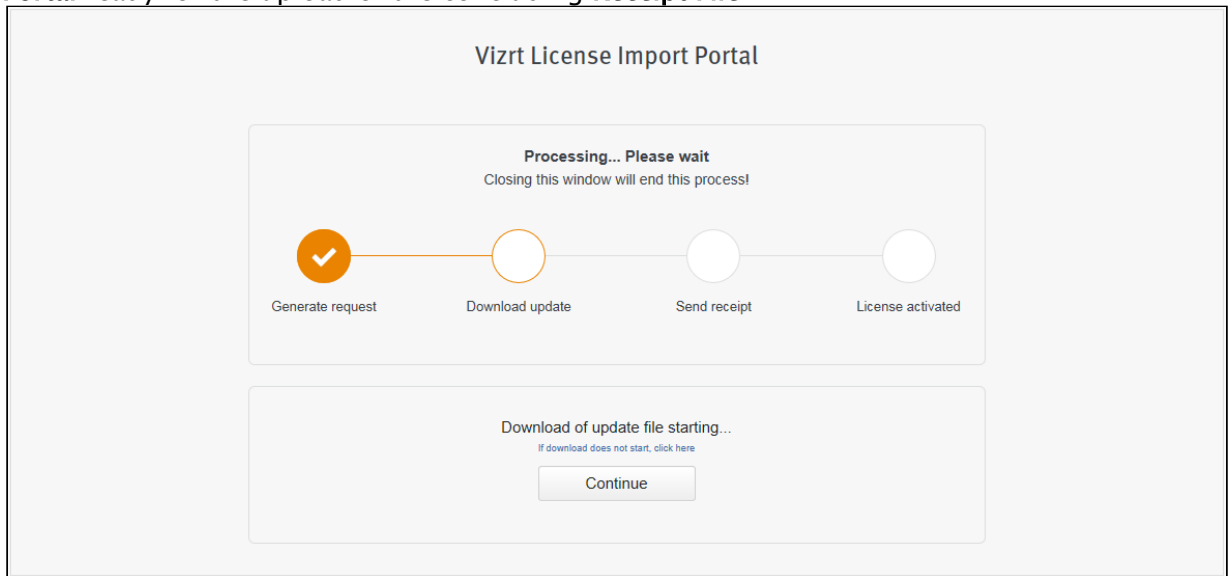 Vizrt License Import Portal
Processing... Please wait
Closing this window will end this process!
Generate request
Download update
Send receipt
License activated
Download of update file starting...
If download does not start, click here
Continue